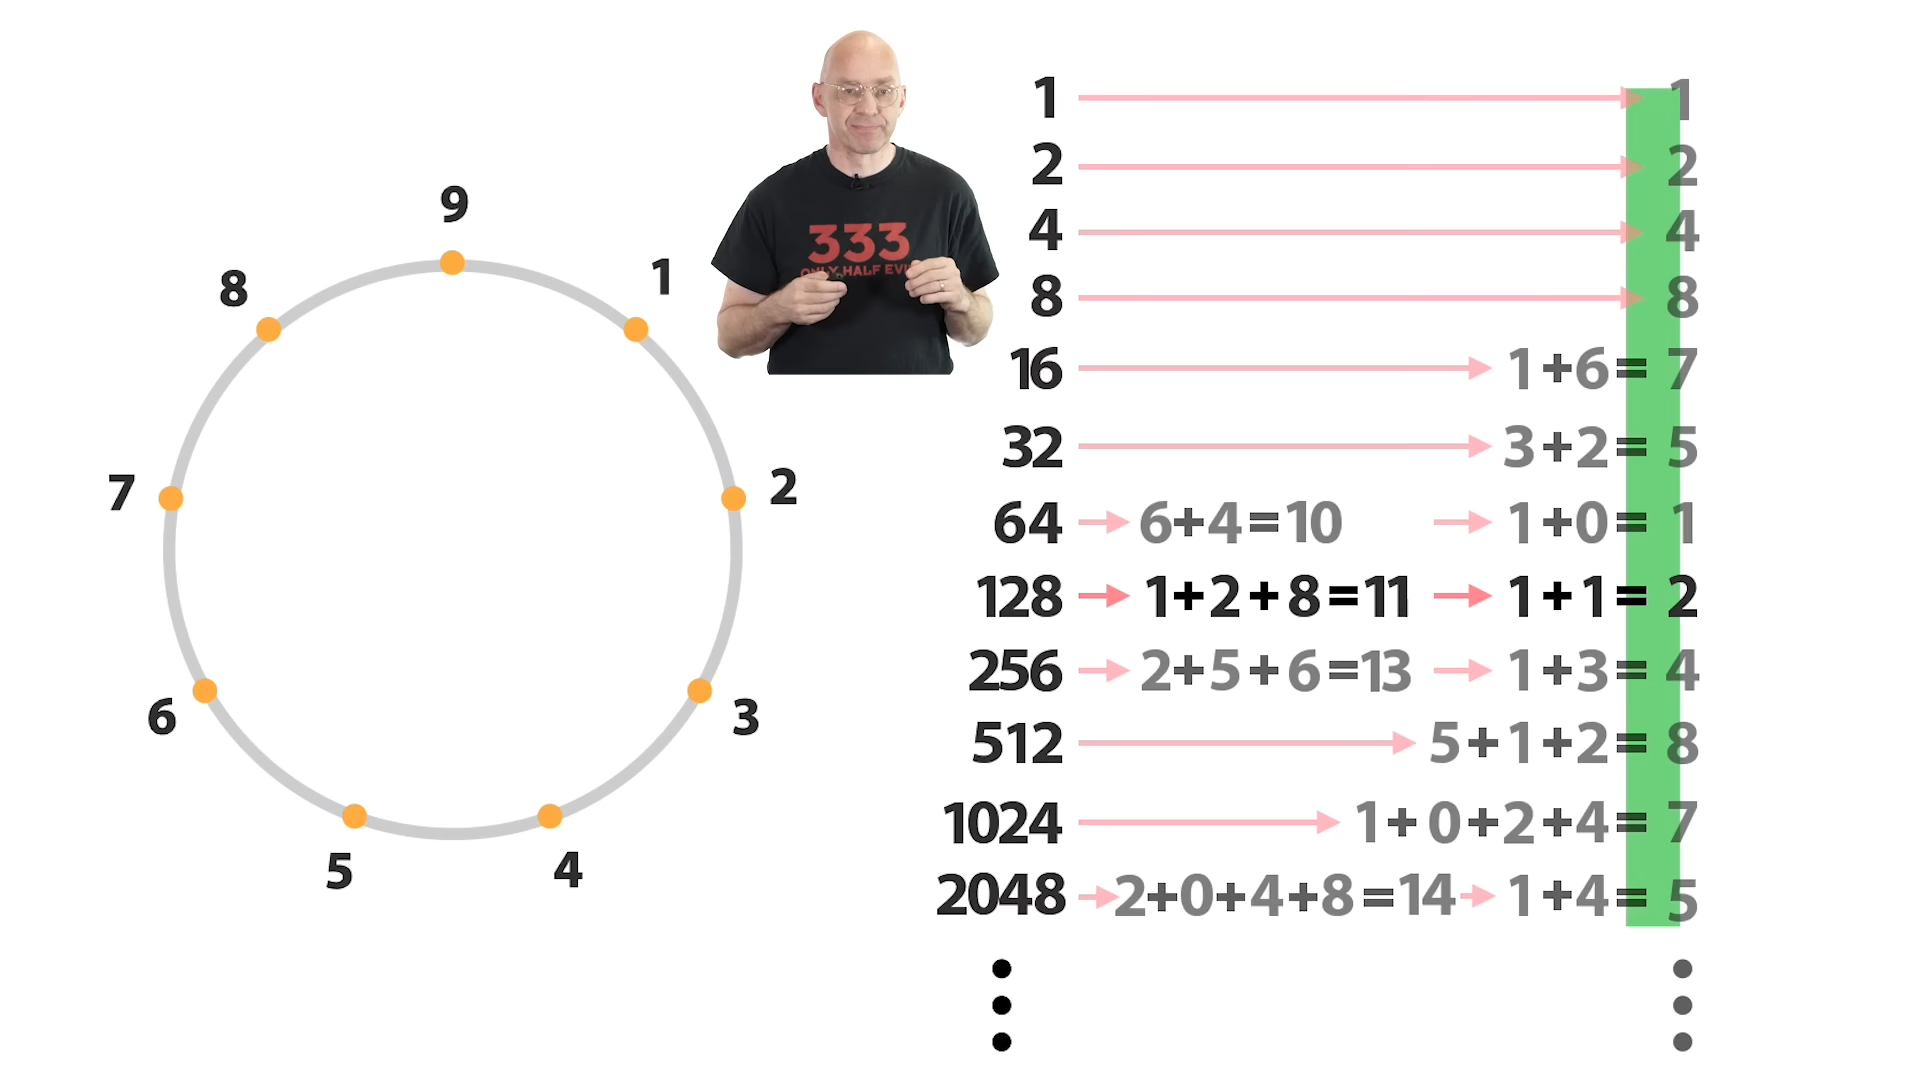 9
8
1
7
2
6
3
5
4
333
ONLY HALF EVI
1 1
2 2
4 4
8 8
16 1+6= 7
32 3+2= 5
64 6+4=10 1+0= 1
128 1+2+8=11 1+1= 2
256 2+5+6=13 1+3= 4
512 5+1+2= 8
1024 1+0+2+4= 7
2048 2+0+4+8=14 1+4= 5